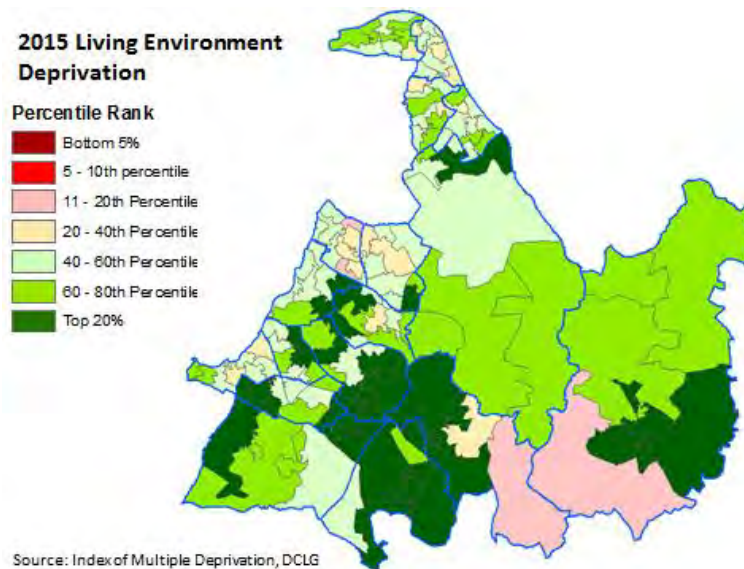 2015 Living Environment
Deprivation
Percentile Rank
Bottom 5%
5 - 10th percentile
11 - 20th Percentile
20 - 40th Percentile
40 - 60th Percentile
60 - 80th Percentile
Top 20%
Source: Index of Multiple Deprivation, DCLG